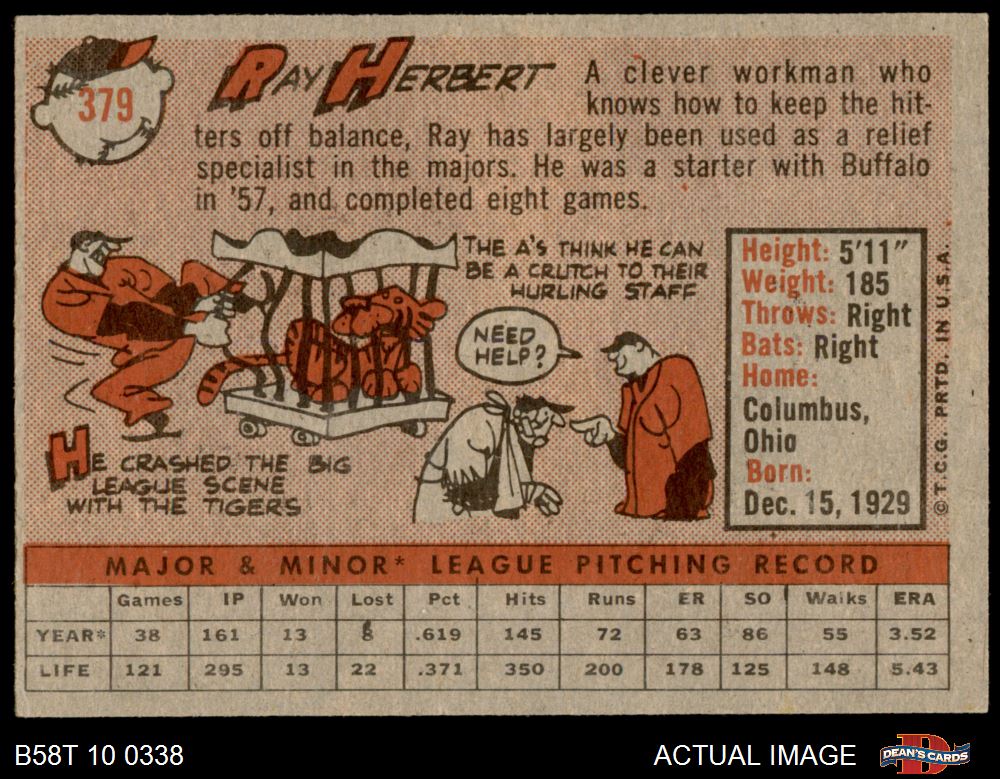 379
RAY HERBERT
A clever workman who
knows how to keep the hit-
ters off balance, Ray has largely been used as a relief
specialist in the majors. He was a starter with Buffalo
in '57, and completed eight games.
THE A'S THINK HE CAN
BE A CRUTCH TO THEIR
HURLING STAFF
NEED
HELP?
HE CRASHED THE BIG
LEAGUE SCENE
WITH THE TIGERS
Height: 5'11"
Weight: 185
Throws: Right
Bats: Right
Home:
Columbus,
Ohio
Born:
Dec. 15, 1929
© T.C.G. PRTD. IN U.S.A.
MAJOR & MINOR* LEAGUE PITCHING RECORD
Games IP Won Lost Pct Hits Runs ER SO Walks ERA
YEAR* 38 161 13 8 .619 145 72 63 86 55 3.52
LIFE 121 295 13 22 .371 350 200 178 125 148 5.43
B58T 10 0338
ACTUAL IMAGE
D
DEAN'S CARDS